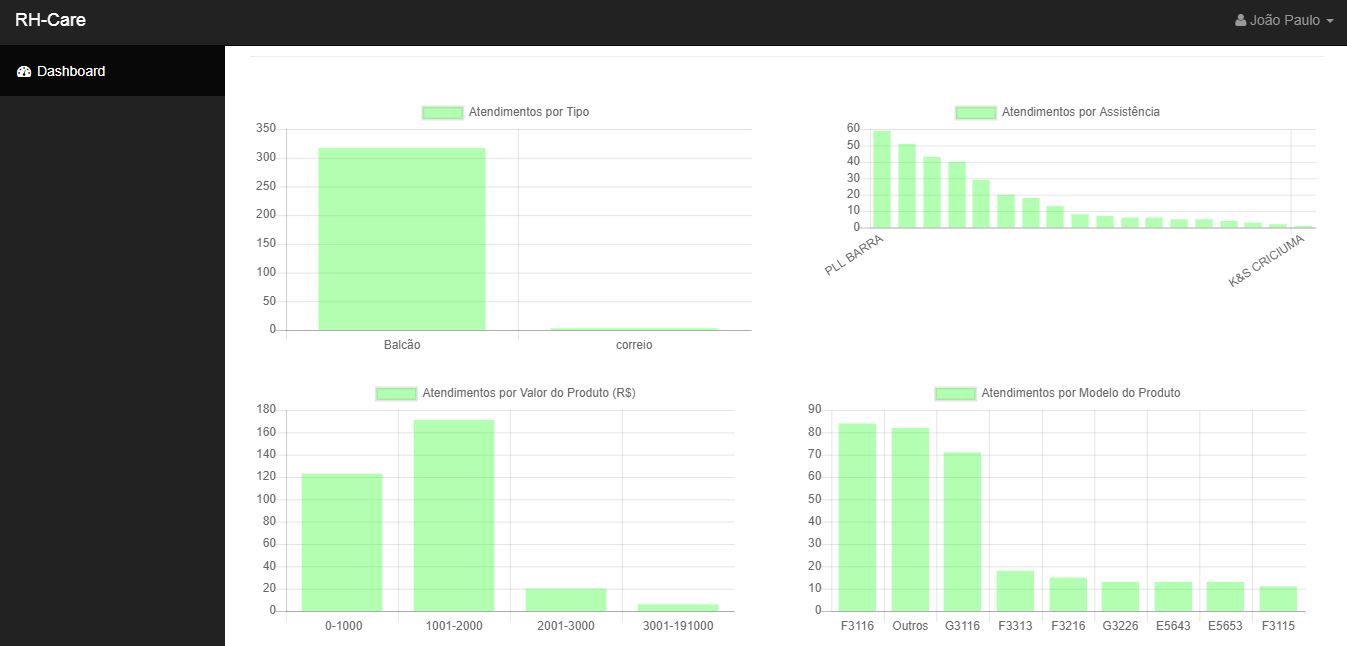 RH-Care
João Paulo
Dashboard
Atendimentos por Tipo
350
300
250
200
150
100
50
0
Balcão correio
Atendimentos por Assistência
60
50
40
30
20
10
0
PLL BARRA
K&S CRICIUMA
Atendimentos por Valor do Produto (R$)
180
160
140
120
100
80
60
40
20
0
0-1000 1001-2000 2001-3000 3001-191000
Atendimentos por Modelo do Produto
90
80
70
60
50
40
30
20
10
0
F3116 Outros G3116 F3313 F3216 G3226 E5643 E5653 F3115